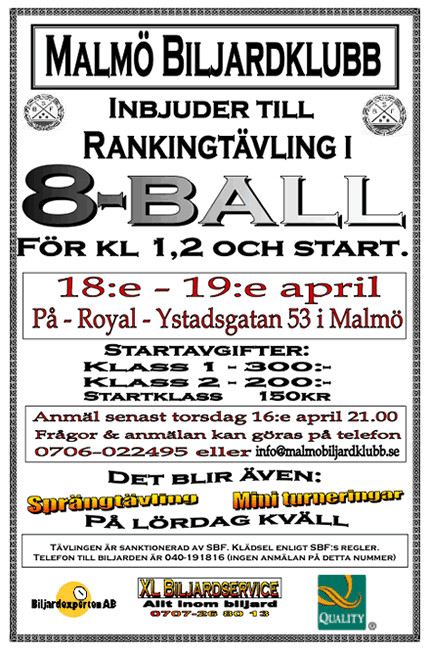 MALMÖ BILJARDKLUBB
INBJUDER TILL
RANKINGTÄVLING I
8-BALL
FÖR KL 1,2 OCH START.
18:e - 19:e april
På - Royal - Ystadsgatan 53 i Malmö
STARTAVGIFTER:
KLASS 1 - 300:-
KLASS 2 - 200:-
STARTKLASS 150KR
Anmäl senast torsdag 16:e april 21.00
Frågor & anmälan kan göras på telefon
0706-022495 eller info@malmobiljardklubb.se
DET BLIR ÄVEN:
Sprängtävling Mini turneringar
PÅ LÖRDAG KVÄLL
TÄVLINGEN ÄR SANKTIONERAD AV SBF. KLÄDSEL ENLIGT SBF:S REGLER.
TELEFON TILL BILJARDEN ÄR 040-191816 (INGEN ANMÄLAN PÅ DETTA NUMMER)
Biljardexperten AB
XL BILJARDSERVICE
Allt inom biljard
0707-26 80 13
QUALITY ®